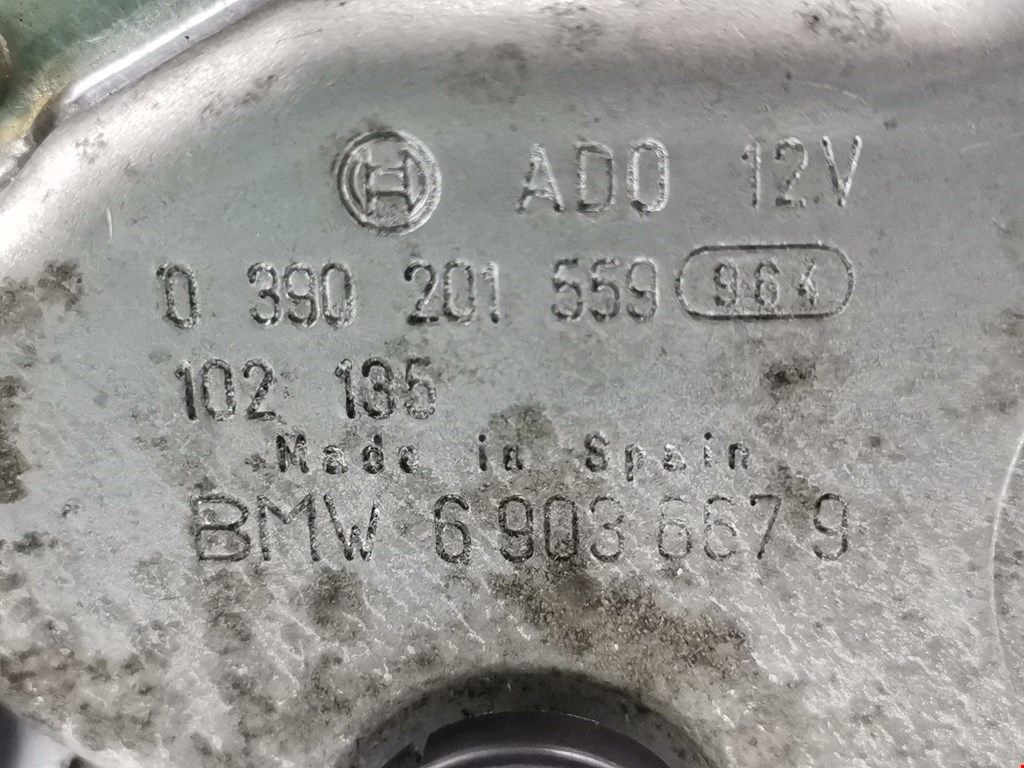 H ADO 12V
0 390 201 559 964
102 135
Made in Spain
BMW 6 903 667 9